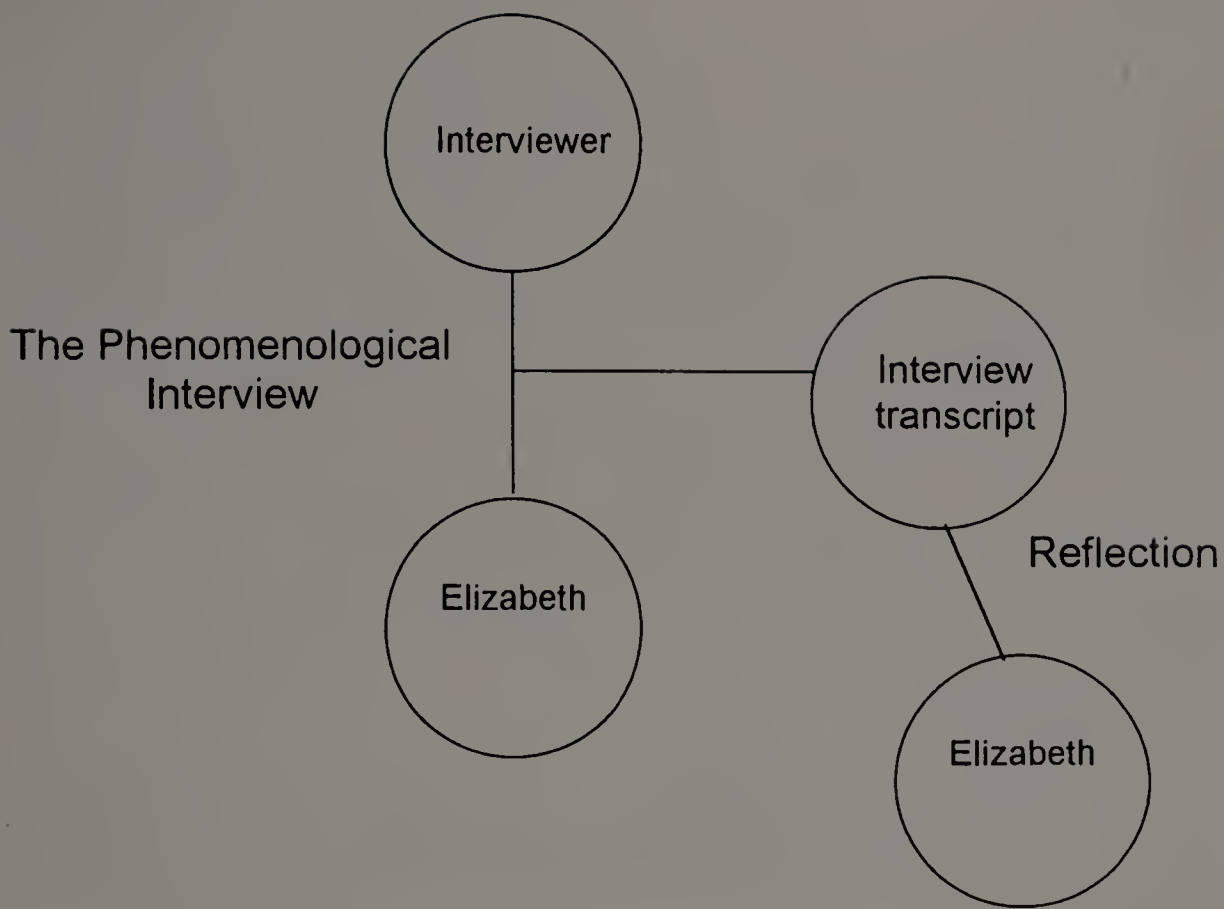 Interviewer
The Phenomenological
Interview
Interview
transcript
Elizabeth
Reflection
Elizabeth